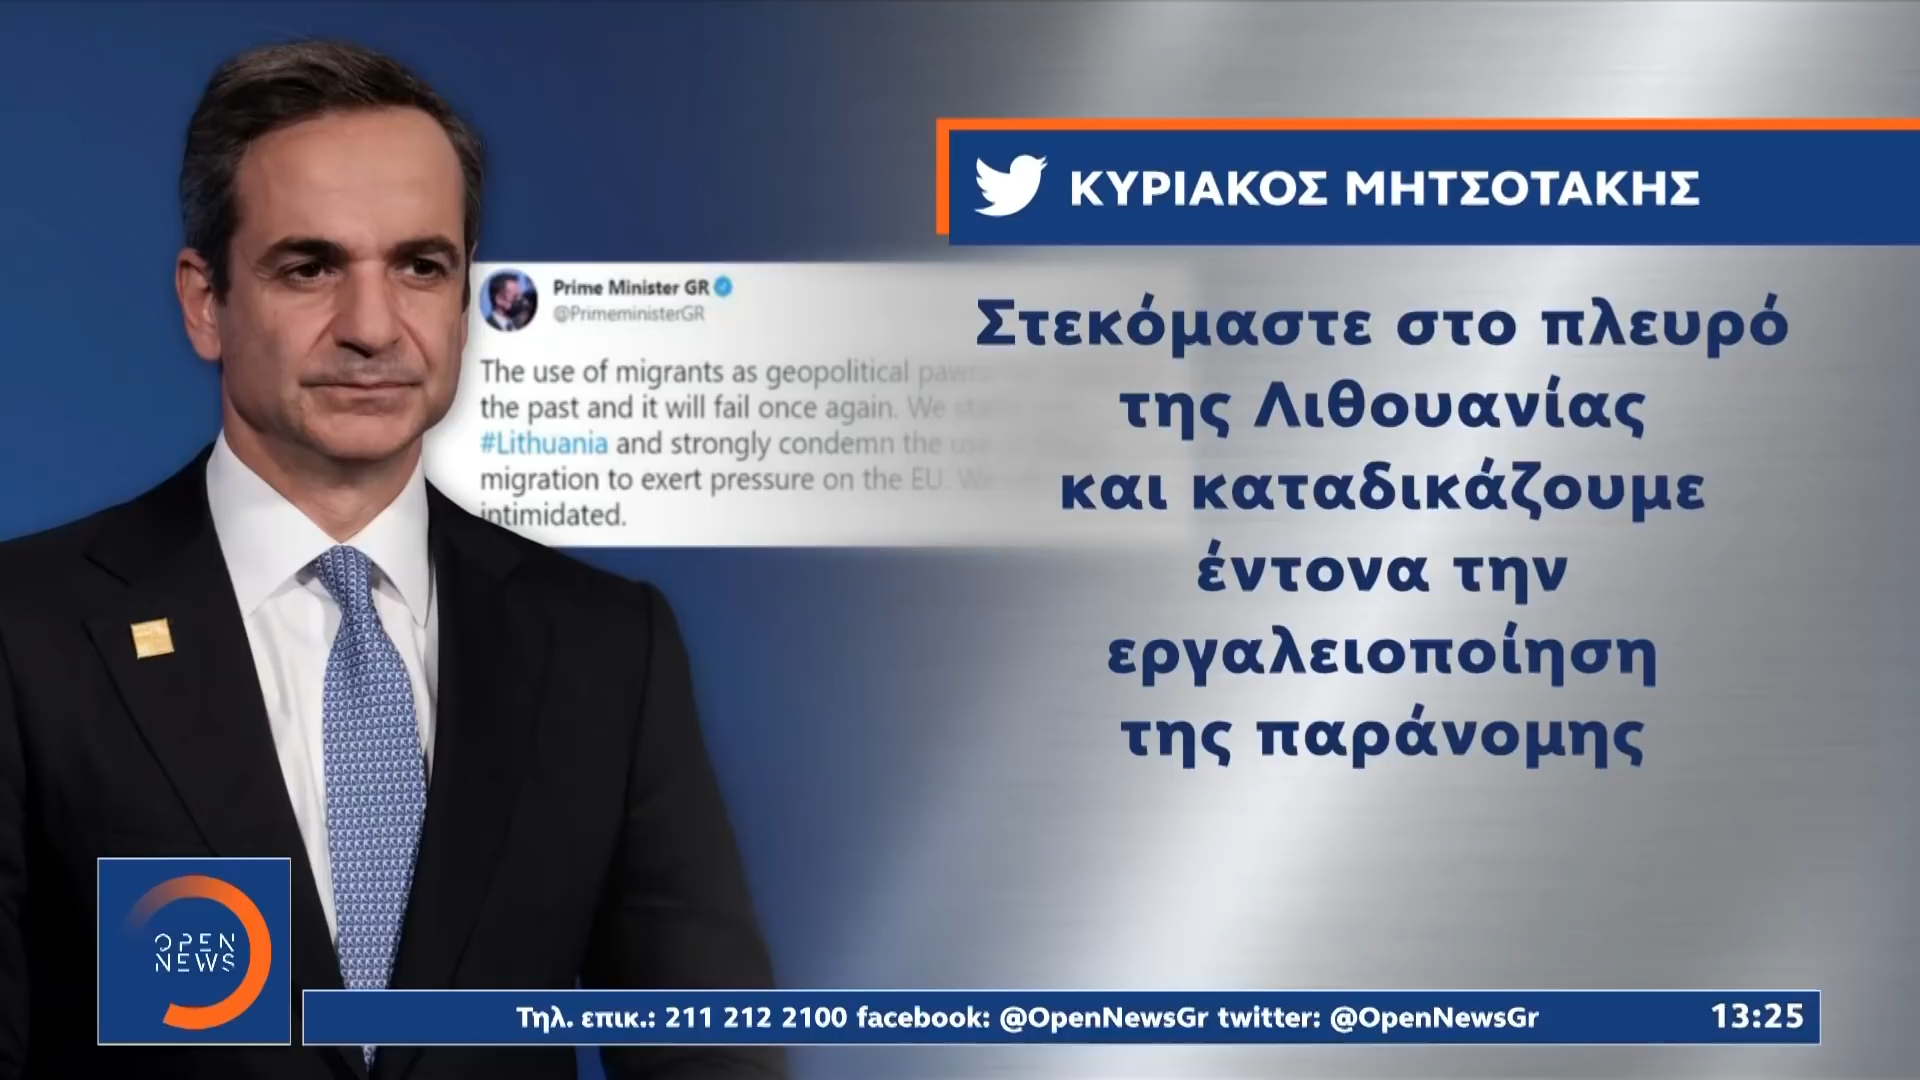 ΚΥΡΙΑΚΟΣ ΜΗΤΣΟΤΑΚΗΣ
Prime Minister GR
@PrimeministerGR
The use of migrants as geopolitical
the past and it will fail once again. We
#Lithuania and strongly condemn the use
migration to exert pressure on the EU. We
intimidated.
Στεκόμαστε στο πλευρό
της Λιθουανίας
και καταδικάζουμε
έντονα την
εργαλειοποίηση
της παράνομης
OPEN
NEWS
Τηλ. επικ.: 211 212 2100 facebook: @OpenNewsGr twitter: @OpenNewsGr
13:25